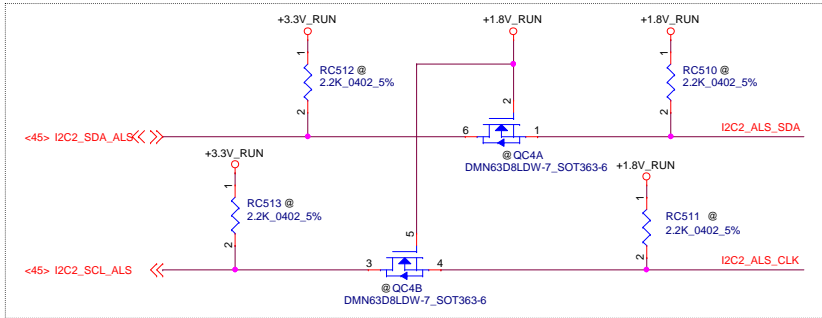 +3.3V_RUN
+1.8V_RUN
+1.8V_RUN
1
RC512 @
2.2K_0402_5%
2
2
1
RC510 @
2.2K_0402_5%
2
<45> I2C2_SDA_ALS
6
1
I2C2_ALS_SDA
@ QC4A
DMN63D8LDW-7_SOT363-6
+3.3V_RUN
+1.8V_RUN
1
RC513 @
2.2K_0402_5%
2
5
1
RC511 @
2.2K_0402_5%
2
<45> I2C2_SCL_ALS
3
4
I2C2_ALS_CLK
@ QC4B
DMN63D8LDW-7_SOT363-6